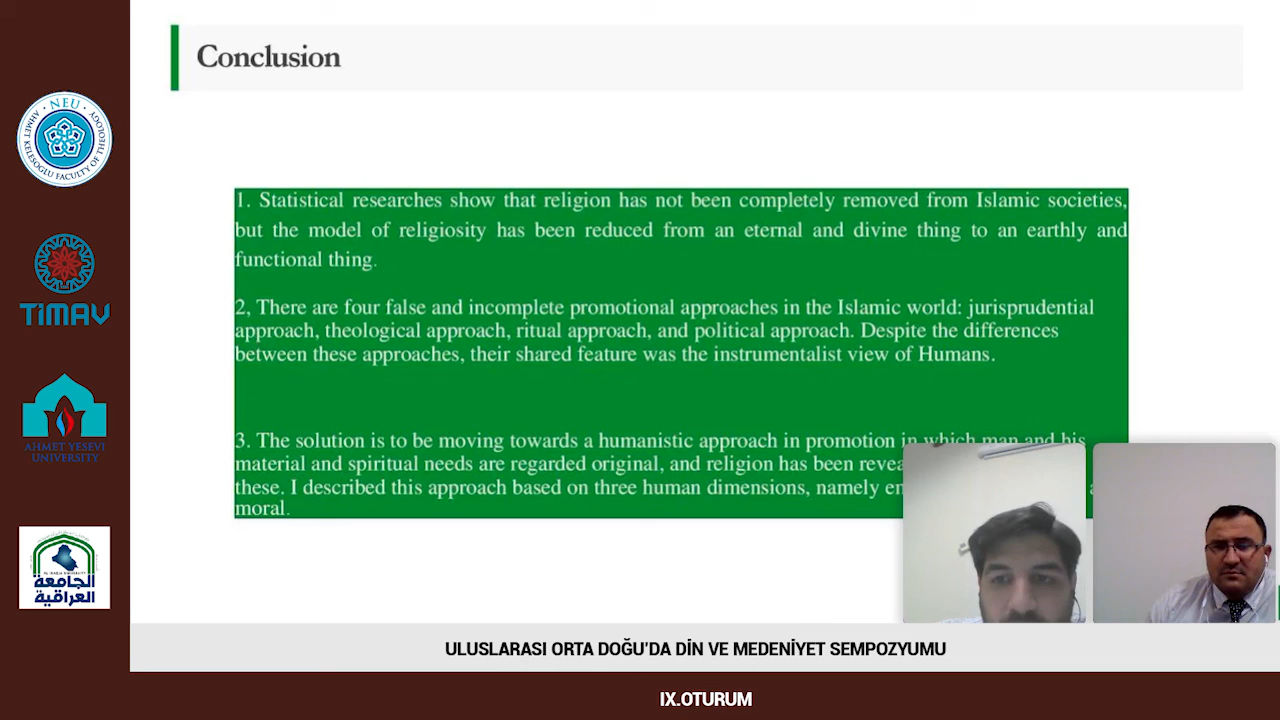 Conclusion
1. Statistical researches show that religion has not been completely removed from Islamic societies,
but the model of religiosity has been reduced from an eternal and divine thing to an earthly and
functional thing.
2, There are four false and incomplete promotional approaches in the Islamic world: jurisprudential
approach, theological approach, ritual approach, and political approach. Despite the differences
between these approaches, their shared feature was the instrumentalist view of Humans.
3. The solution is to be moving towards a humanistic approach in promotion in which man and his
material and spiritual needs are regarded original, and religion has been
these. I described this approach based on three human dimensions, namely
moral.
NEU
AHMET KELEŞOĞLU FACULTY OF THEOLOGY
TİMAV
AHMET YESEVI
UNIVERSITY
AL-IRAQIA UNIVERSITY
الجامعة
العراقية
ULUSLARASI ORTA DOĞU'DA DİN VE MEDENİYET SEMPOZYUMU
IX.OTURUM